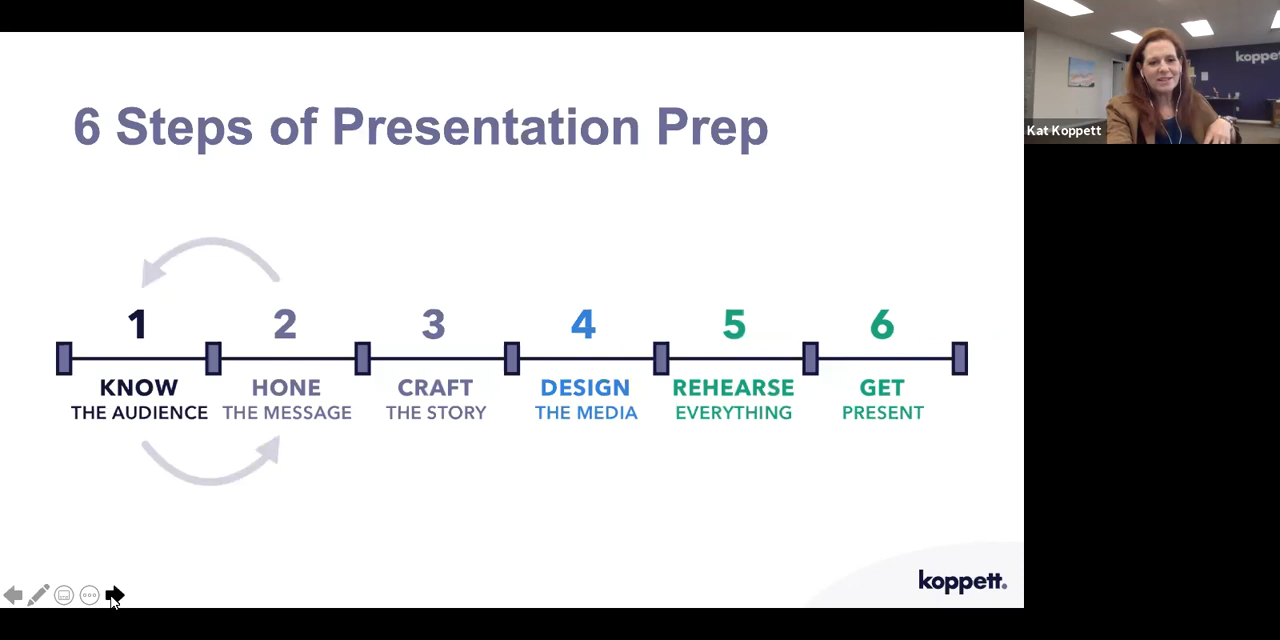 6 Steps of Presentation Prep
1
2
3
4
5
6
KNOW
THE AUDIENCE
HONE
THE MESSAGE
CRAFT
THE STORY
DESIGN
THE MEDIA
REHEARSE
EVERYTHING
GET
PRESENT
koppett.
koppet
Kat Koppett